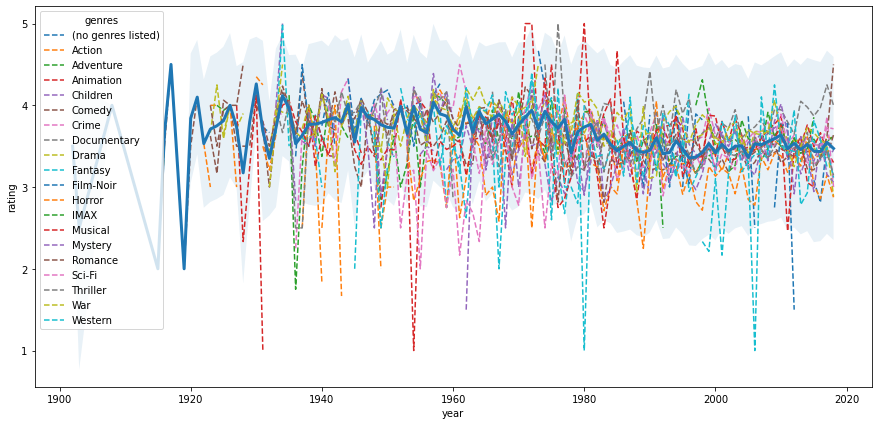 genres
(no genres listed)
Action
Adventure
Animation
Children
Comedy
Crime
Documentary
Drama
Fantasy
Film-Noir
Horror
IMAX
Musical
Mystery
Romance
Sci-Fi
Thriller
War
Western
5
4
3
2
1
rating
1900 1920 1940 1960 1980 2000 2020
year